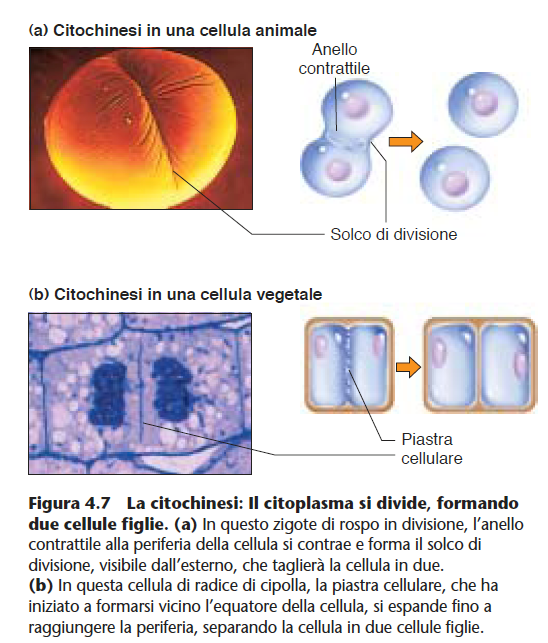 (a) Citochinesi in una cellula animale
Anello
contrattile
Solco di divisione
(b) Citochinesi in una cellula vegetale
Piastra
cellulare
Figura 4.7 La citochinesi: Il citoplasma si divide, formando
due cellule figlie. (a) In questo zigote di rospo in divisione, l'anello
contrattile alla periferia della cellula si contrae e forma il solco di
divisione, visibile dall'esterno, che taglierà la cellula in due.
(b) In questa cellula di radice di cipolla, la piastra cellulare, che ha
iniziato a formarsi vicino l'equatore della cellula, si espande fino a
raggiungere la periferia, separando la cellula in due cellule figlie.